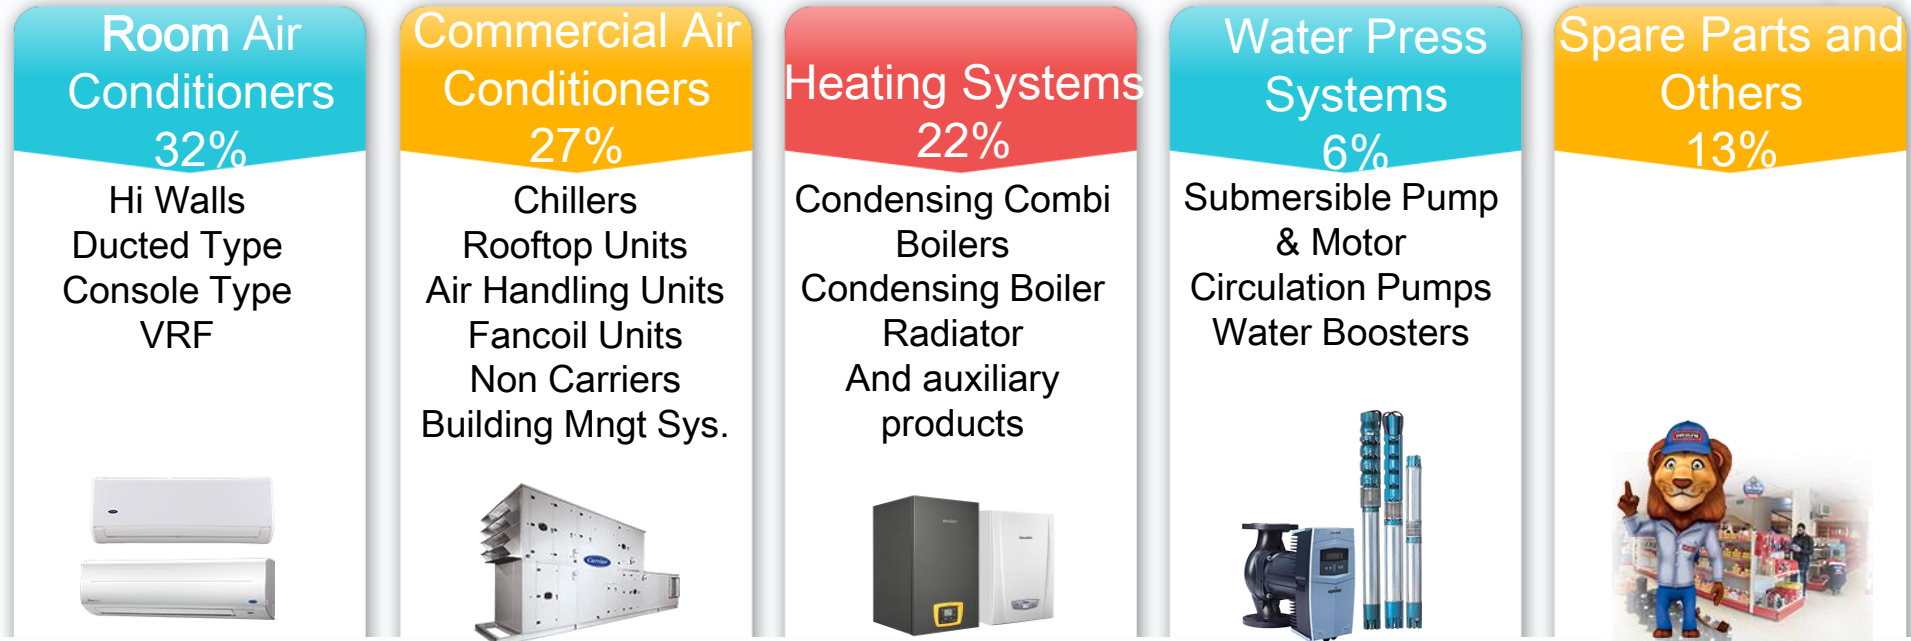 Room Air
Conditioners
32%
Hi Walls
Ducted Type
Console Type
VRF
Commercial Air
Conditioners
27%
Chillers
Rooftop Units
Air Handling Units
Fancoil Units
Non Carriers
Building Mngt Sys.
Carrier
Heating Systems
22%
Condensing Combi
Boilers
Condensing Boiler
Radiator
And auxiliary
products
Water Press
Systems
6%
Submersible Pump
& Motor
Circulation Pumps
Water Boosters
Spare Parts and
Others
13%